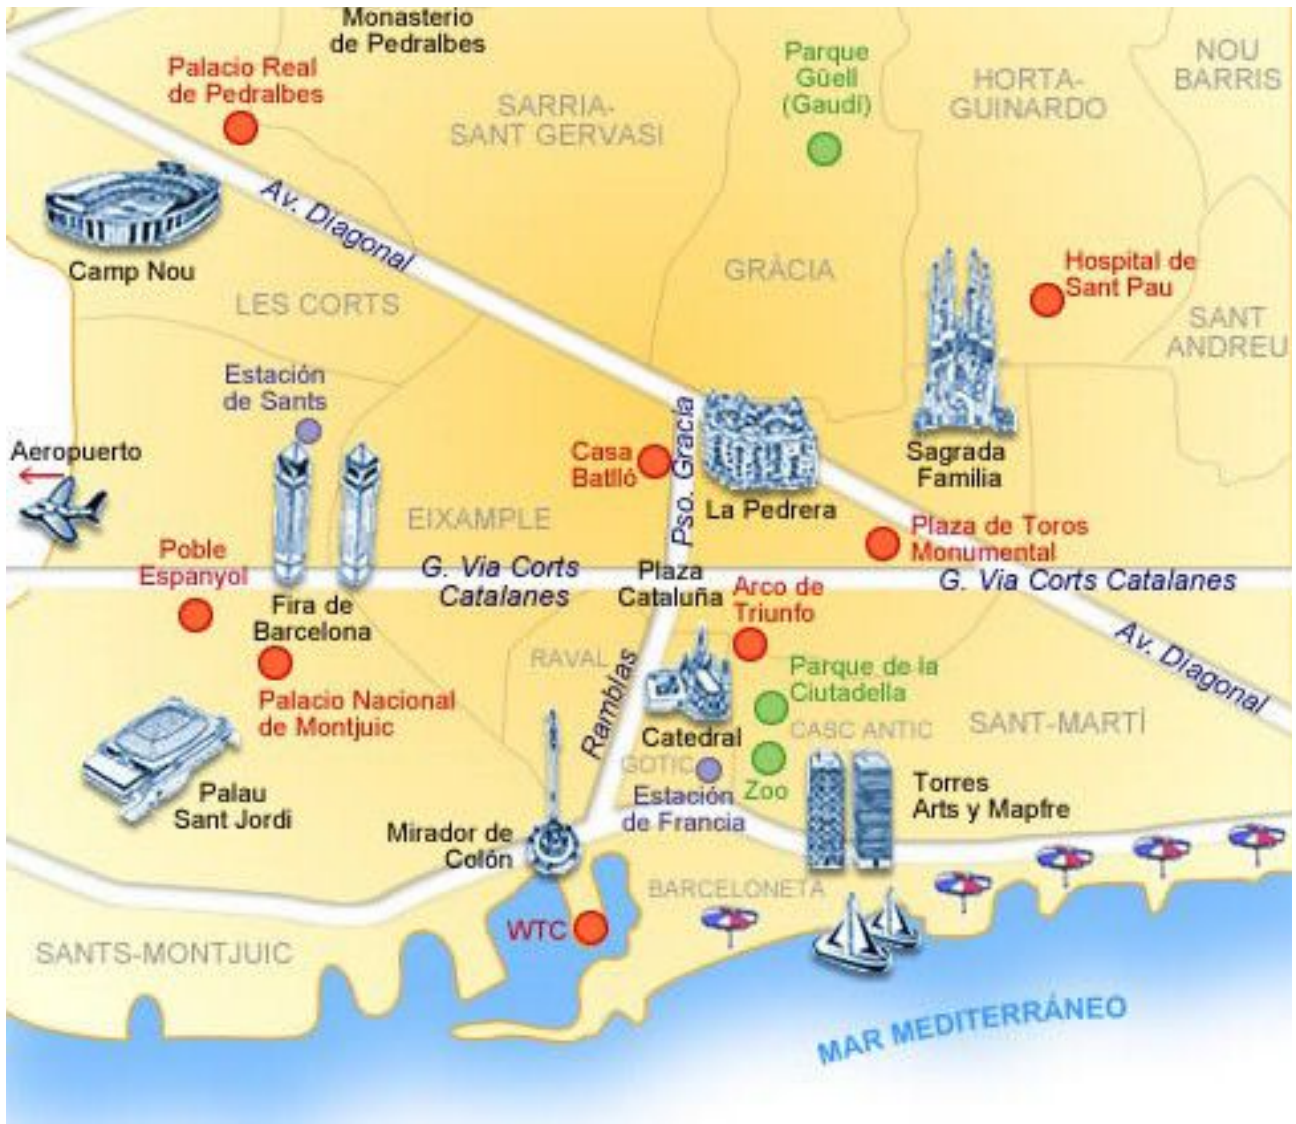 Monasterio
de Pedralbes
Palacio Real
de Pedralbes
Parque
Güell
(Gaudí)
NOU
BARRIS
HORTA-
GUINARDO
SARRIA-
SANT GERVASI
Av. Diagonal
Camp Nou
GRÀCIA
Hospital de
Sant Pau
LES CORTS
SANT
ANDREU
Estación
de Sants
Pso. Gracia
Aeropuerto
Casa
Batlló
Sagrada
Familia
La Pedrera
EIXAMPLE
Plaza de Toros
Monumental
Poble
Espanyol
G. Via Corts
Catalanes
Plaza
Cataluña
G. Via Corts Catalanes
Arco de
Triunfo
Fira de
Barcelona
Av. Diagonal
RAVAL
Ramblas
Parque de la
Ciutadella
Palacio Nacional
de Montjuic
CASC ANTIC
SANT-MARTÍ
Catedral
GOTIC
Palau
Sant Jordi
Estación
de Francia
Zoo
Torres
Arts y Mapfre
Mirador de
Colón
BARCELONETA
WTC
SANTS-MONTJUIC
MAR MEDITERRÁNEO